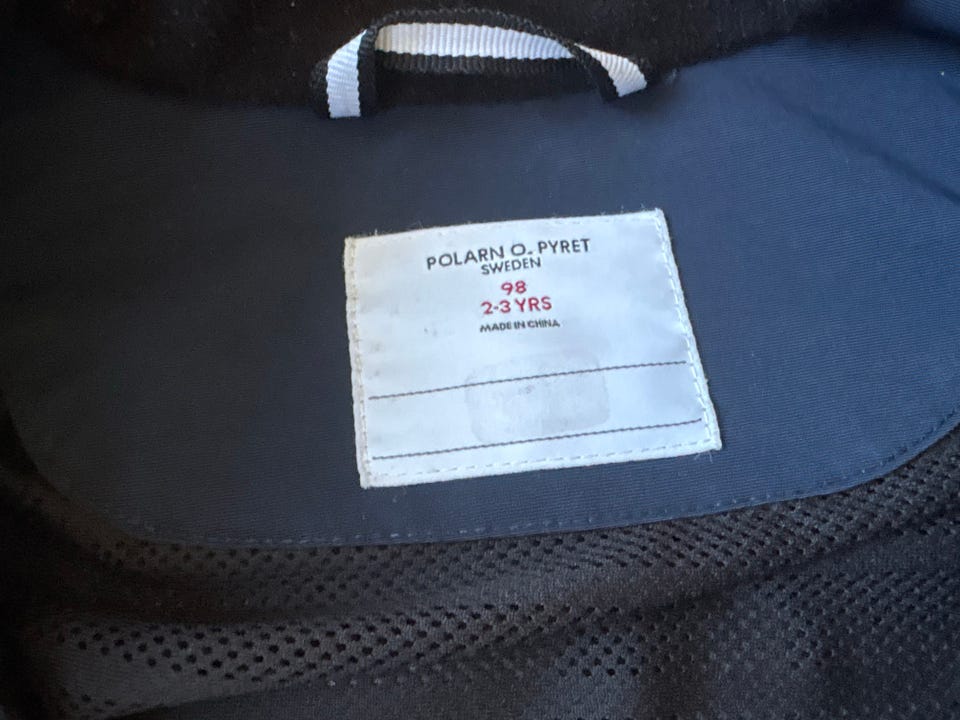 POLARN O. PYRET
SWEDEN
98
2-3 YRS
MADE IN CHINA